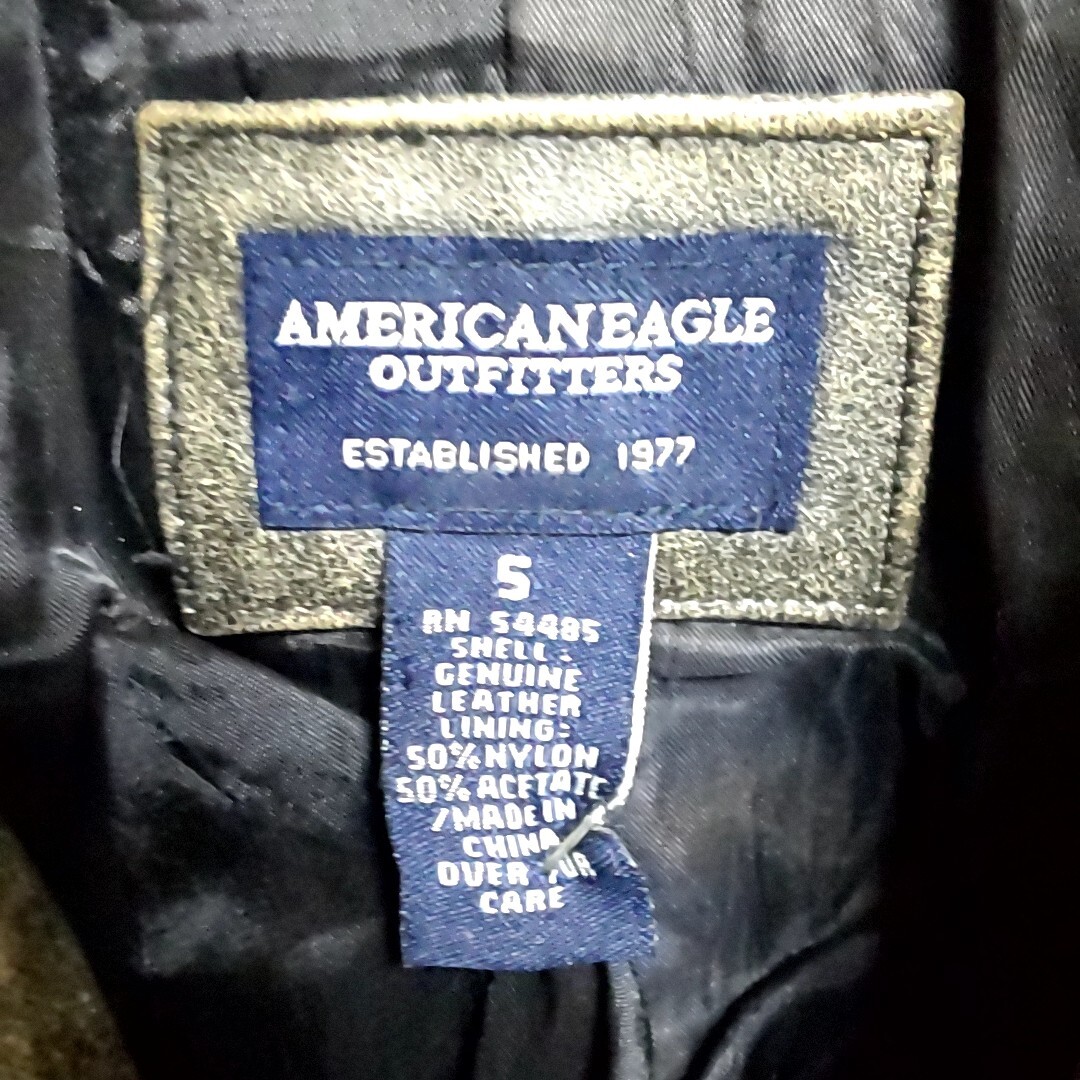 AMERICAN EAGLE
OUTFITTERS
ESTABLISHED 1977
S
RN 54485
SHELL:
GENUINE
LEATHER
LINING:
50% NYLON
50% ACETATE
/MADE IN
CHINA
OVER FOR
CARE